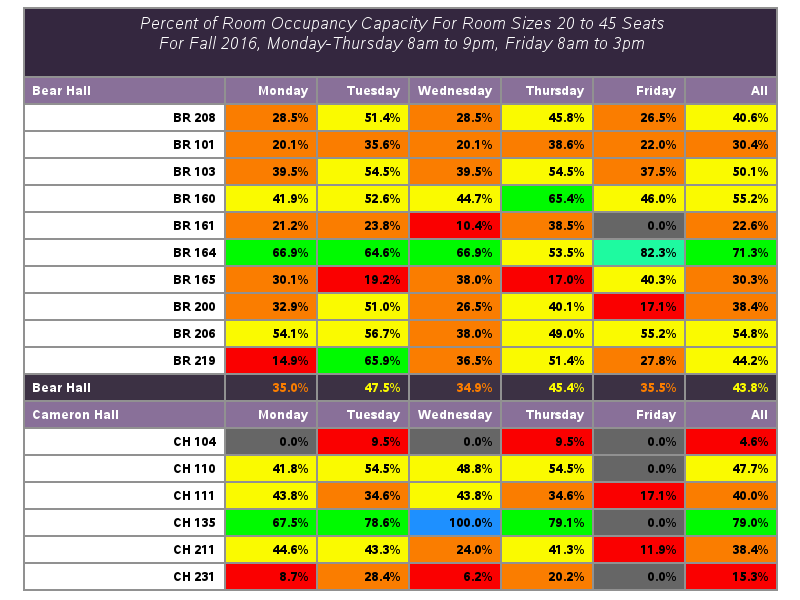 Percent of Room Occupancy Capacity For Room Sizes 20 to 45 Seats
For Fall 2016, Monday-Thursday 8am to 9pm, Friday 8am to 3pm
Bear Hall Monday Tuesday Wednesday Thursday Friday All
BR 208 28.5% 51.4% 28.5% 45.8% 26.5% 40.6%
BR 101 20.1% 35.6% 20.1% 38.6% 22.0% 30.4%
BR 103 39.5% 54.5% 39.5% 54.5% 37.5% 50.1%
BR 160 41.9% 52.6% 44.7% 65.4% 46.0% 55.2%
BR 161 21.2% 23.8% 10.4% 38.5% 0.0% 22.6%
BR 164 66.9% 64.6% 66.9% 53.5% 82.3% 71.3%
BR 165 30.1% 19.2% 38.0% 17.0% 40.3% 30.3%
BR 200 32.9% 51.0% 26.5% 40.1% 17.1% 38.4%
BR 206 54.1% 56.7% 38.0% 49.0% 55.2% 54.8%
BR 219 14.9% 65.9% 36.5% 51.4% 27.8% 44.2%
Bear Hall 35.0% 47.5% 34.9% 45.4% 35.5% 43.8%
Cameron Hall Monday Tuesday Wednesday Thursday Friday All
CH 104 0.0% 9.5% 0.0% 9.5% 0.0% 4.6%
CH 110 41.8% 54.5% 48.8% 54.5% 0.0% 47.7%
CH 111 43.8% 34.6% 43.8% 34.6% 17.1% 40.0%
CH 135 67.5% 78.6% 100.0% 79.1% 0.0% 79.0%
CH 211 44.6% 43.3% 24.0% 41.3% 11.9% 38.4%
CH 231 8.7% 28.4% 6.2% 20.2% 0.0% 15.3%